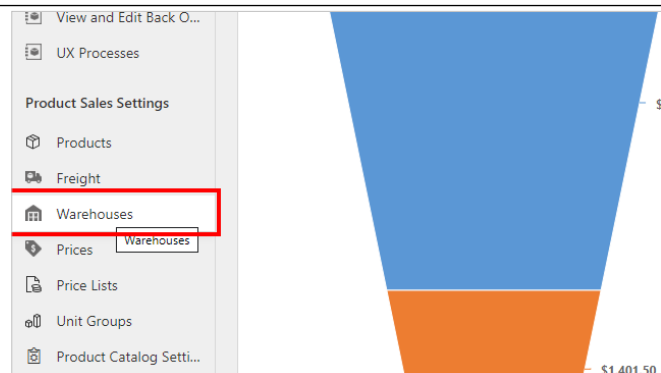 View and Edit Back O...
UX Processes
Product Sales Settings
Products
Freight
Warehouses
Warehouses
Prices
Price Lists
Unit Groups
Product Catalog Setti...
$
$1,401.50